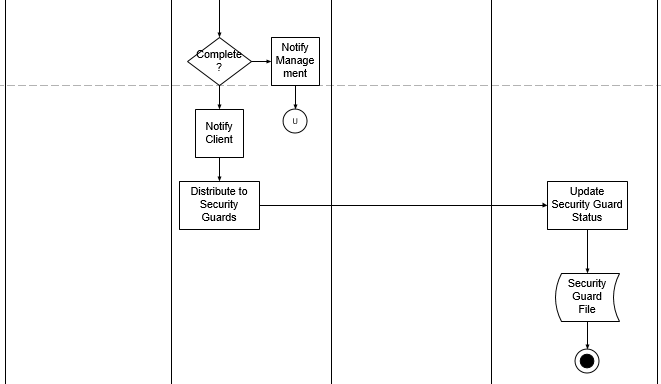 Complete
?
Notify
Manage
ment
U
Notify
Client
Distribute to
Security
Guards
Update
Security Guard
Status
Security
Guard
File